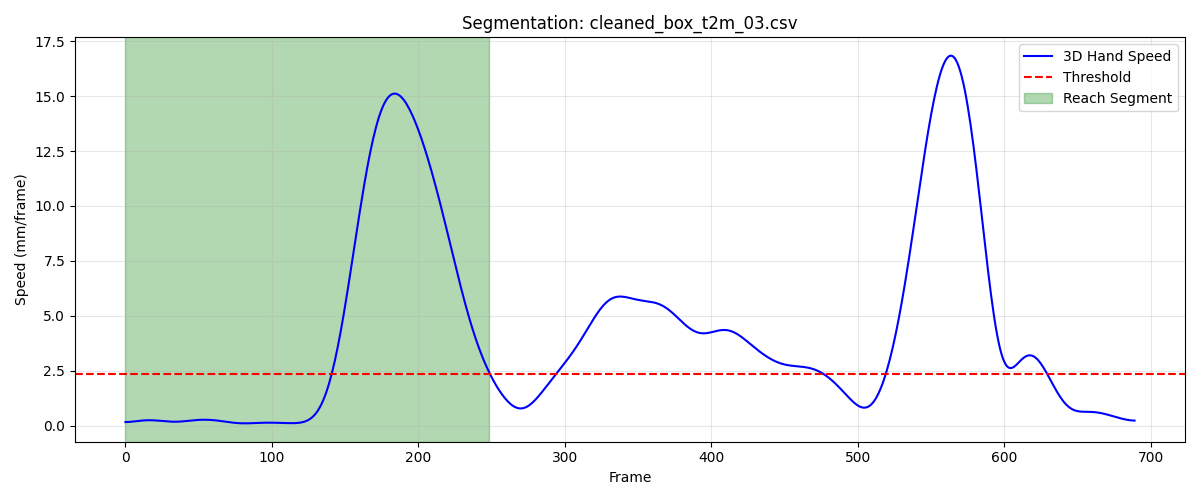 Segmentation: cleaned_box_t2m_03.csv
17.5
15.0
12.5
10.0
7.5
5.0
2.5
0.0
Speed (mm/frame)
3D Hand Speed
Threshold
Reach Segment
0 100 200 300 400 500 600 700
Frame